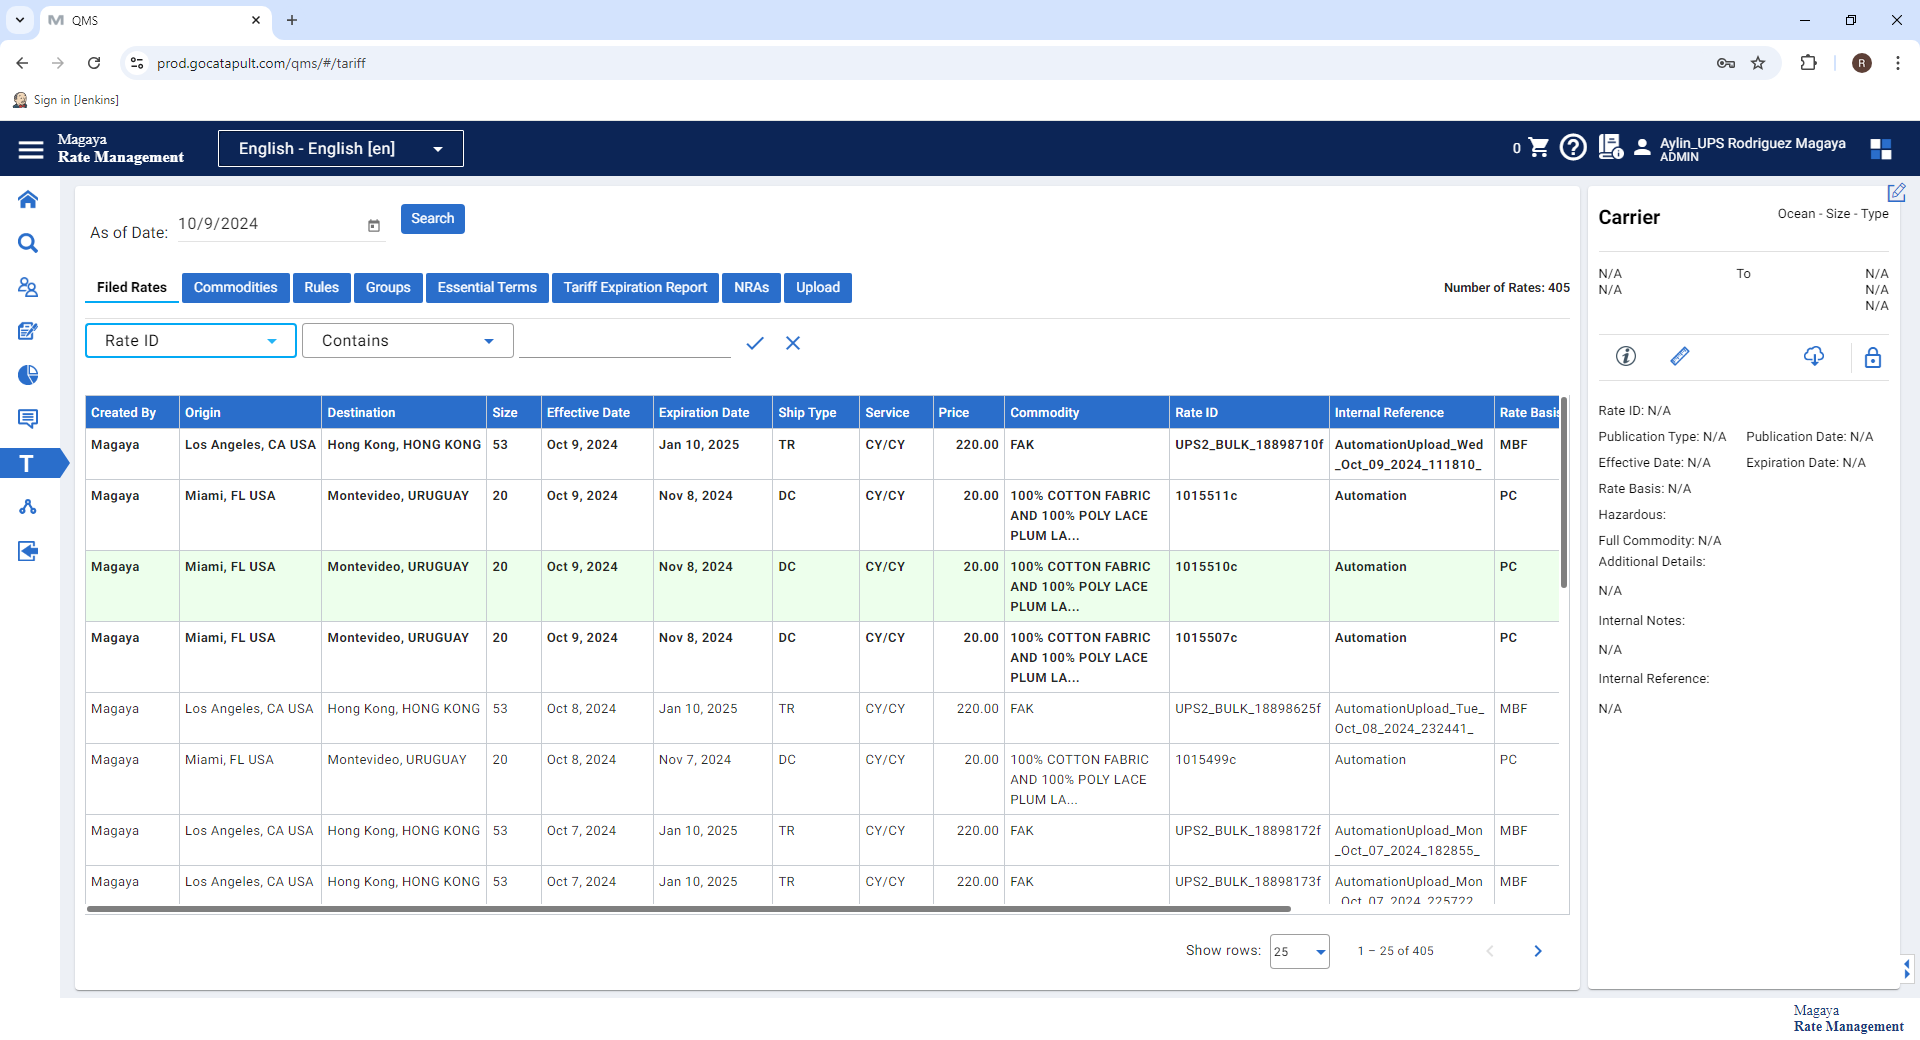 QMS
prod.gocatapult.com/qms/#/tariff
R
Sign in [Jenkins]
Magaya
Rate Management
English - English [en]
0
Aylin_UPS Rodriguez Magaya
ADMIN
As of Date: 10/9/2024
Search
Filed Rates Commodities Rules Groups Essential Terms Tariff Expiration Report NRAs Upload
Number of Rates: 405
Rate ID Contains
Created By Origin Destination Size Effective Date Expiration Date Ship Type Service Price Commodity Rate ID Internal Reference Rate Basis
Magaya Los Angeles, CA USA Hong Kong, HONG KONG 53 Oct 9, 2024 Jan 10, 2025 TR CY/CY 220.00 FAK UPS2_BULK_18898710f AutomationUpload_Wed MBF
_Oct_09_2024_111810_
Magaya Miami, FL USA Montevideo, URUGUAY 20 Oct 9, 2024 Nov 8, 2024 DC CY/CY 20.00 100% COTTON FABRIC 1015511c Automation PC
AND 100% POLY LACE
PLUM LA...
Magaya Miami, FL USA Montevideo, URUGUAY 20 Oct 9, 2024 Nov 8, 2024 DC CY/CY 20.00 100% COTTON FABRIC 1015510c Automation PC
AND 100% POLY LACE
PLUM LA...
Magaya Miami, FL USA Montevideo, URUGUAY 20 Oct 9, 2024 Nov 8, 2024 DC CY/CY 20.00 100% COTTON FABRIC 1015507c Automation PC
AND 100% POLY LACE
PLUM LA...
Magaya Los Angeles, CA USA Hong Kong, HONG KONG 53 Oct 8, 2024 Jan 10, 2025 TR CY/CY 220.00 FAK UPS2_BULK_18898625f AutomationUpload_Tue_ MBF
Oct_08_2024_232441_
Magaya Miami, FL USA Montevideo, URUGUAY 20 Oct 8, 2024 Nov 7, 2024 DC CY/CY 20.00 100% COTTON FABRIC 1015499c Automation PC
AND 100% POLY LACE
PLUM LA...
Magaya Los Angeles, CA USA Hong Kong, HONG KONG 53 Oct 7, 2024 Jan 10, 2025 TR CY/CY 220.00 FAK UPS2_BULK_18898172f AutomationUpload_Mon MBF
_Oct_07_2024_182855_
Magaya Los Angeles, CA USA Hong Kong, HONG KONG 53 Oct 7, 2024 Jan 10, 2025 TR CY/CY 220.00 FAK UPS2_BULK_18898173f AutomationUpload_Mon MBF
_Oct_07_2024_225722_
Show rows: 25 1 – 25 of 405
T
Carrier Ocean - Size - Type
N/A To N/A
N/A N/A
N/A
Rate ID: N/A
Publication Type: N/A Publication Date: N/A
Effective Date: N/A Expiration Date: N/A
Rate Basis: N/A
Hazardous:
Full Commodity: N/A
Additional Details:
N/A
Internal Notes:
N/A
Internal Reference:
N/A
Magaya
Rate Management